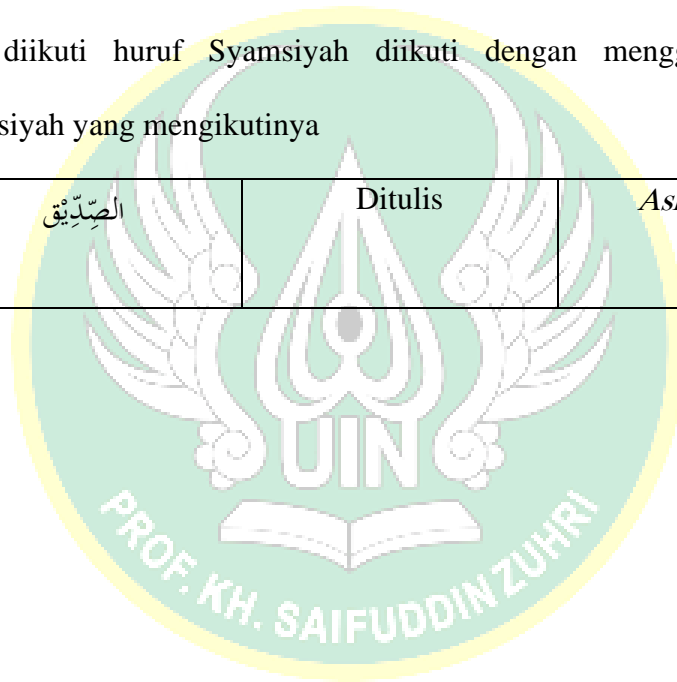 diikuti huruf Syamsiyah diikuti dengan
yang mengikutinya
الصِّدِّيْق Ditulis
UIN
PROF. KH. SAIFUDDIN ZUHRI